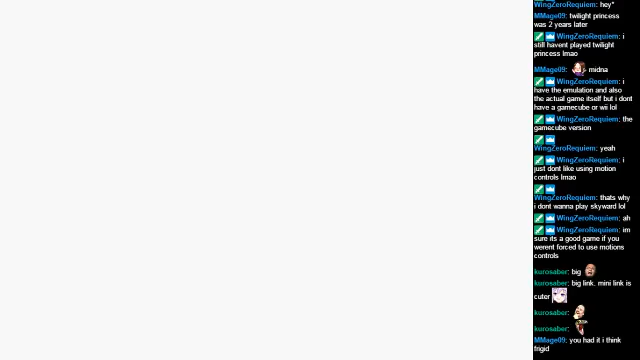 WingZeroRequiem: hey*
MMage09: twilight princess
was 2 years later
WingZeroRequiem: i
still havent played twilight
princess lmao
MMage09: midna
WingZeroRequiem: i
have the emulation and also
the actual game itself but i dont
have a gamecube or wii lol
WingZeroRequiem: the
gamecube version
WingZeroRequiem: yeah
WingZeroRequiem: i
just dont like using motion
controls lmao
WingZeroRequiem: thats why
i dont wanna play skyward lol
WingZeroRequiem: ah
WingZeroRequiem: im
sure its a good game if you
werent forced to use motions
controls
kurosaber: big
kurosaber: big link. mini link is
cuter
kurosaber:
kurosaber:
MMage09: you had it i think
frigid